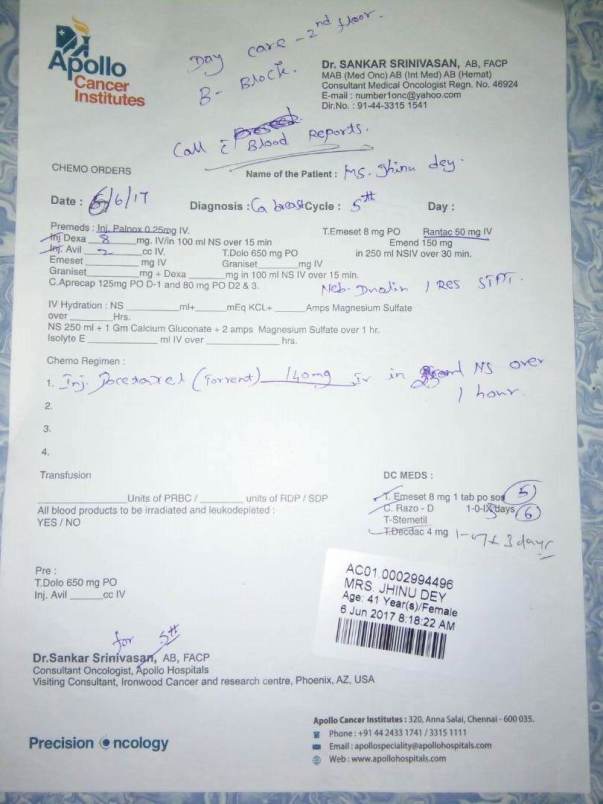 Apollo
Cancer
Institutes
Day care - 2nd floor.
B - Block.
Dr. SANKAR SRINIVASAN, AB, FACP
MAB (Med Onc) AB (Int Med) AB (Hemat)
Consultant Medical Oncologist Regn. No. 46924
E-mail : number1onc@yahoo.com
Dir.No. : 91-44-3315 1541
Call c̄ Blood Reports.
CHEMO ORDERS
Name of the Patient : Ms. Jhinu dey.
Date : 6/6/17 Diagnosis : Ca breast Cycle : 5th Day :
Premeds : Inj. Palnox 0.25mg IV. T.Emeset 8 mg PO Rantac 50 mg IV
Inj Dexa 8 mg. IV/in 100 ml NS over 15 min Emend 150 mg
Inj. Avil 2 cc IV. T.Dolo 650 mg PO in 250 ml NSIV over 30 min.
Emeset mg IV Graniset mg IV
Graniset mg + Dexa mg in 100 ml NS IV over 15 min.
C.Aprecap 125mg PO D-1 and 80 mg PO D2 & 3. Neb. Duolin 1 RES STAT.
IV Hydration : NS ml+ mEq KCL+ Amps Magnesium Sulfate
over Hrs.
NS 250 ml + 1 Gm Calcium Gluconate + 2 amps Magnesium Sulfate over 1 hr.
Isolyte E ml IV over hrs.
Chemo Regimen :
1. Inj. Docetaxel (Torrent) 140mg Iv in NS over
1 hour.
2.
3.
4.
Transfusion
Units of PRBC / units of RDP / SDP
All blood products to be irradiated and leukodepleted :
YES / NO
DC MEDS :
T. Emeset 8 mg 1 tab po sos 5
C. Razo - D 1-0-1x3days 6
T-Stemetil
T.Decdac 4 mg 1-0-1 x 3 days
Pre :
T.Dolo 650 mg PO
Inj. Avil cc IV
AC01.0002994496
MRS. JHINU DEY
Age: 41 Year(s)/Female
6 Jun 2017 8:18:22 AM
for 5th
Dr.Sankar Srinivasan, AB, FACP
Consultant Oncologist, Apollo Hospitals
Visiting Consultant, Ironwood Cancer and research centre, Phoenix, AZ, USA
Precision Oncology
Apollo Cancer Institutes : 320, Anna Salai, Chennai - 600 035.
Phone : +91 44 2433 1741 / 3315 1111
Email : apollospeciality@apollohospitals.com
Web : www.apollohospitals.com